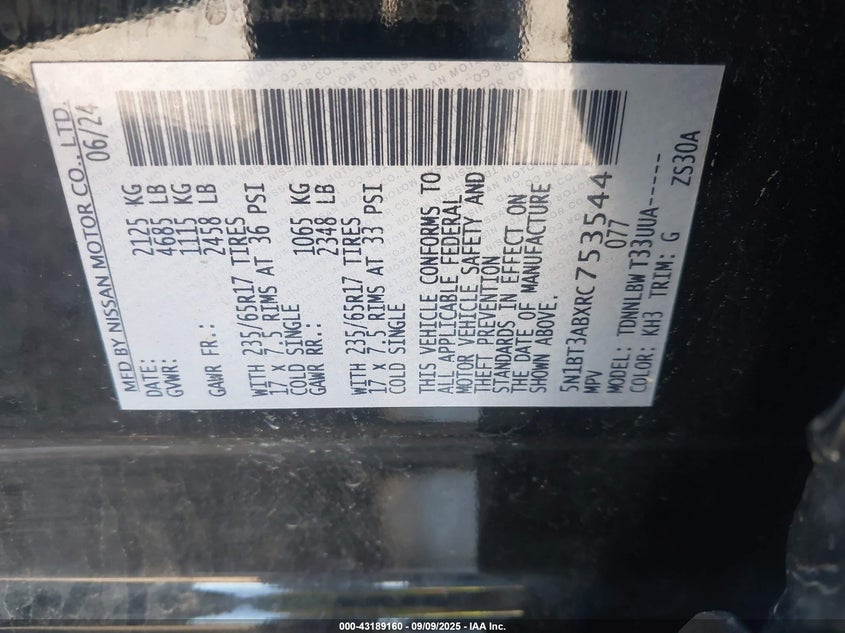 MFD BY NISSAN MOTOR CO., LTD.
DATE: 06/24
GVWR: 2125 KG
4685 LB
GAWR FR.: 1115 KG
2458 LB
WITH 235/65R17 TIRES
17 X 7.5 RIMS AT 36 PSI
COLD SINGLE
GAWR RR.: 1065 KG
2348 LB
WITH 235/65R17 TIRES
17 X 7.5 RIMS AT 33 PSI
COLD SINGLE
THIS VEHICLE CONFORMS TO
ALL APPLICABLE FEDERAL
MOTOR VEHICLE SAFETY AND
THEFT PREVENTION
STANDARDS IN EFFECT ON
THE DATE OF MANUFACTURE
SHOWN ABOVE.
5N1BT3ABXRC753544
MPV 077
MODEL: TDNNLBWT33UUA------
COLOR: KH3 TRIM: G ZS30A
000-43189160 - 09/09/2025 - IAA Inc.